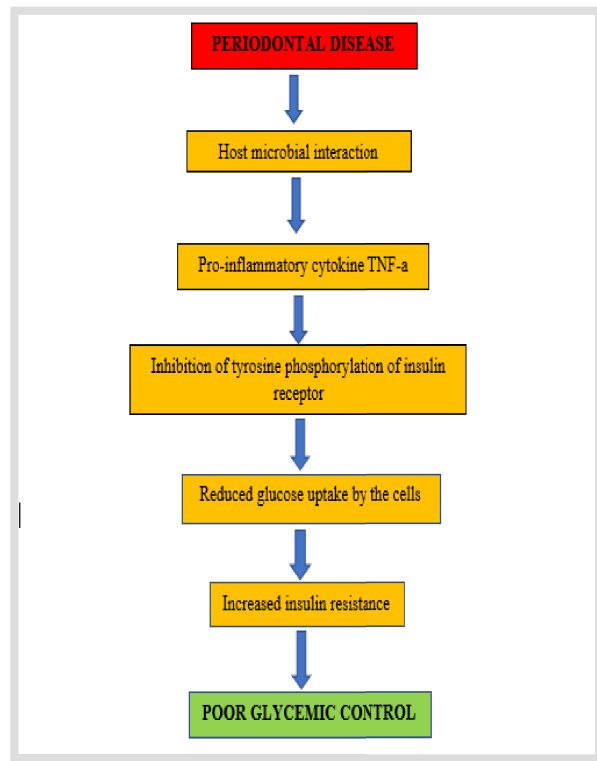 PERIODONTAL DISEASE
Host microbial interaction
Pro-inflammatory cytokine TNF-a
Inhibition of tyrosine phosphorylation of insulin
receptor
Reduced glucose uptake by the cells
Increased insulin resistance
POOR GLYCEMIC CONTROL